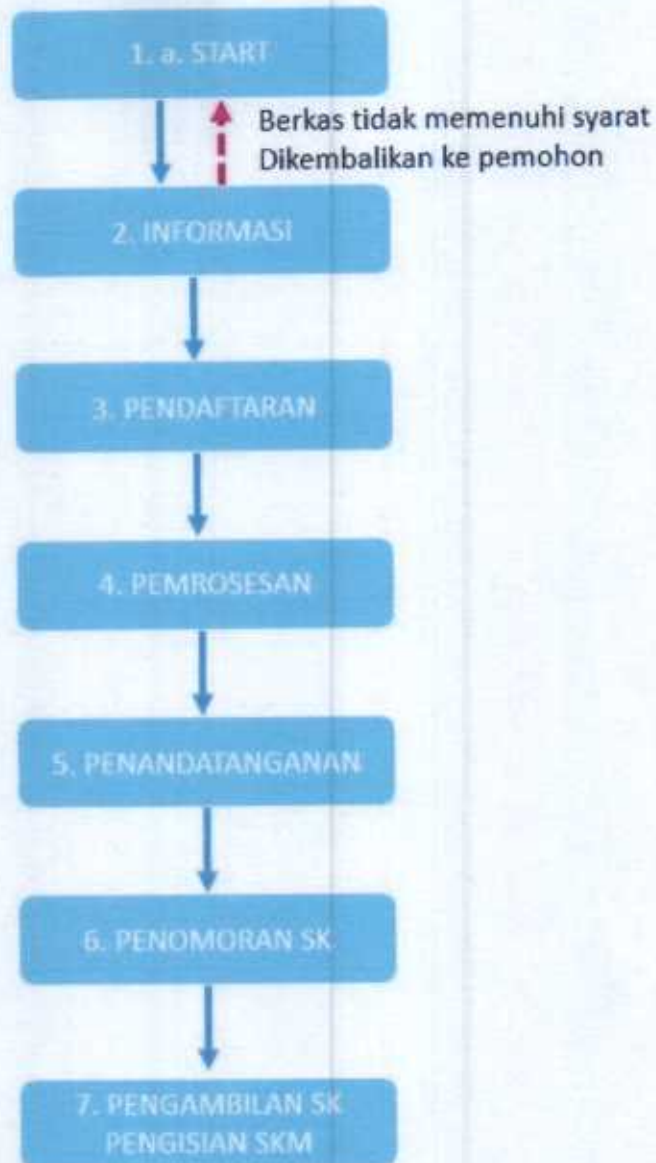 1. a. START
Berkas tidak memenuhi syarat
Dikembalikan ke pemohon
2. INFORMASI
3. PENDAFTARAN
4. PEMROSESAN
5. PENANDATANGANAN
6. PENOMORAN SK
7. PENGAMBILAN SK
PENGISIAN SKM